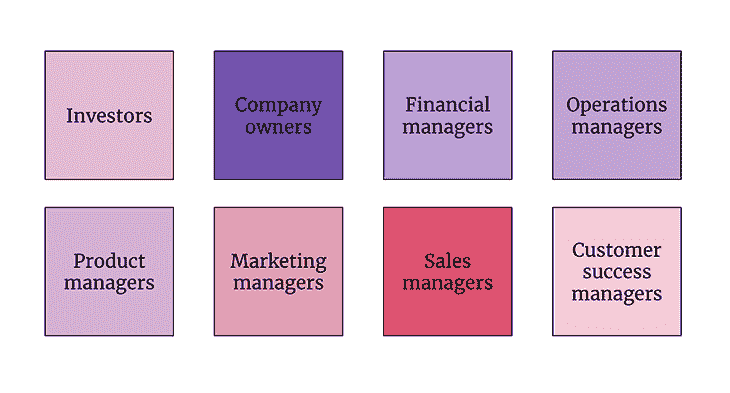 Investors
Company
owners
Financial
managers
Operations
managers
Product
managers
Marketing
managers
Sales
managers
Customer
success
managers